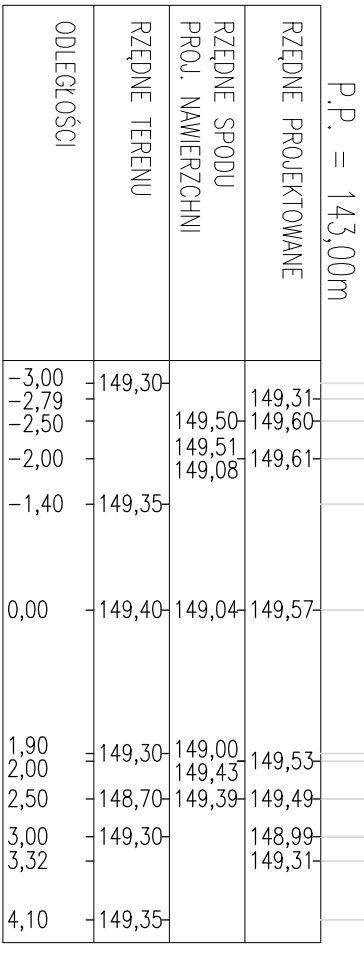 P.P. = 143,00m
RZĘDNE PROJEKTOWANE
RZĘDNE SPODU
PROJ. NAWIERZCHNI
RZĘDNE TERENU
ODLEGŁOŚCI
-3,00 149,30
-2,79 149,31
-2,50 149,50 149,60
149,51
-2,00 149,08 149,61
-1,40 149,35
0,00 149,40 149,04 149,57
1,90 149,30 149,00
2,00 149,43 149,53
2,50 148,70 149,39 149,49
3,00 149,30 148,99
3,32 149,31
4,10 149,35